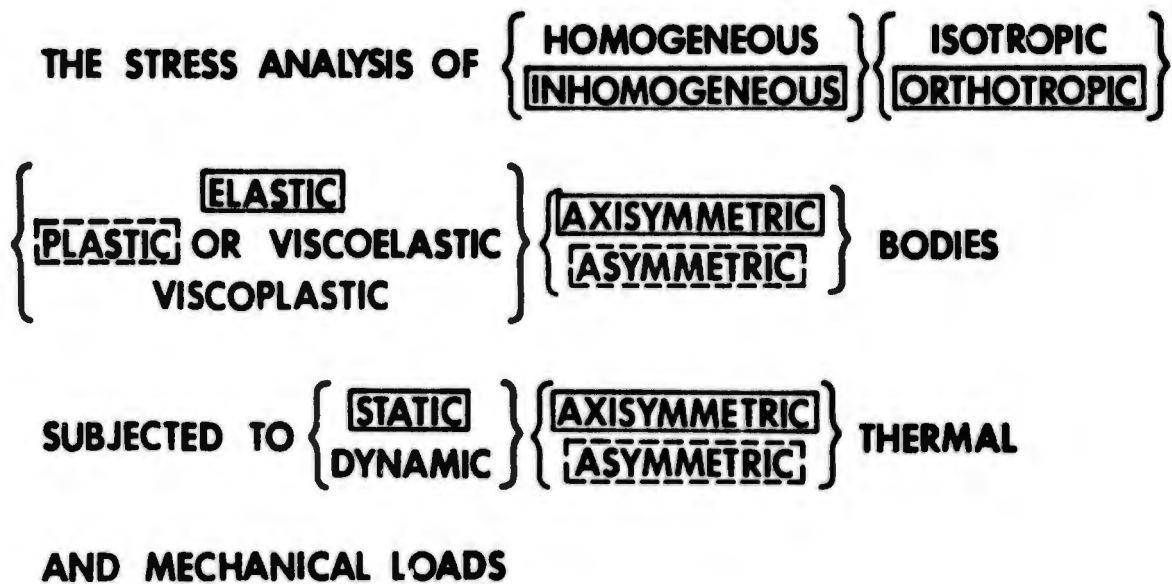 THE STRESS ANALYSIS OF { HOMOGENEOUS } { ISOTROPIC }
INHOMOGENEOUS ORTHOTROPIC
ELASTIC AXISYMMETRIC
PLASTIC OR VISCOELASTIC ASYMMETRIC BODIES
VISCOPLASTIC
SUBJECTED TO { STATIC } { AXISYMMETRIC } THERMAL
DYNAMIC ASYMMETRIC
AND MECHANICAL LOADS